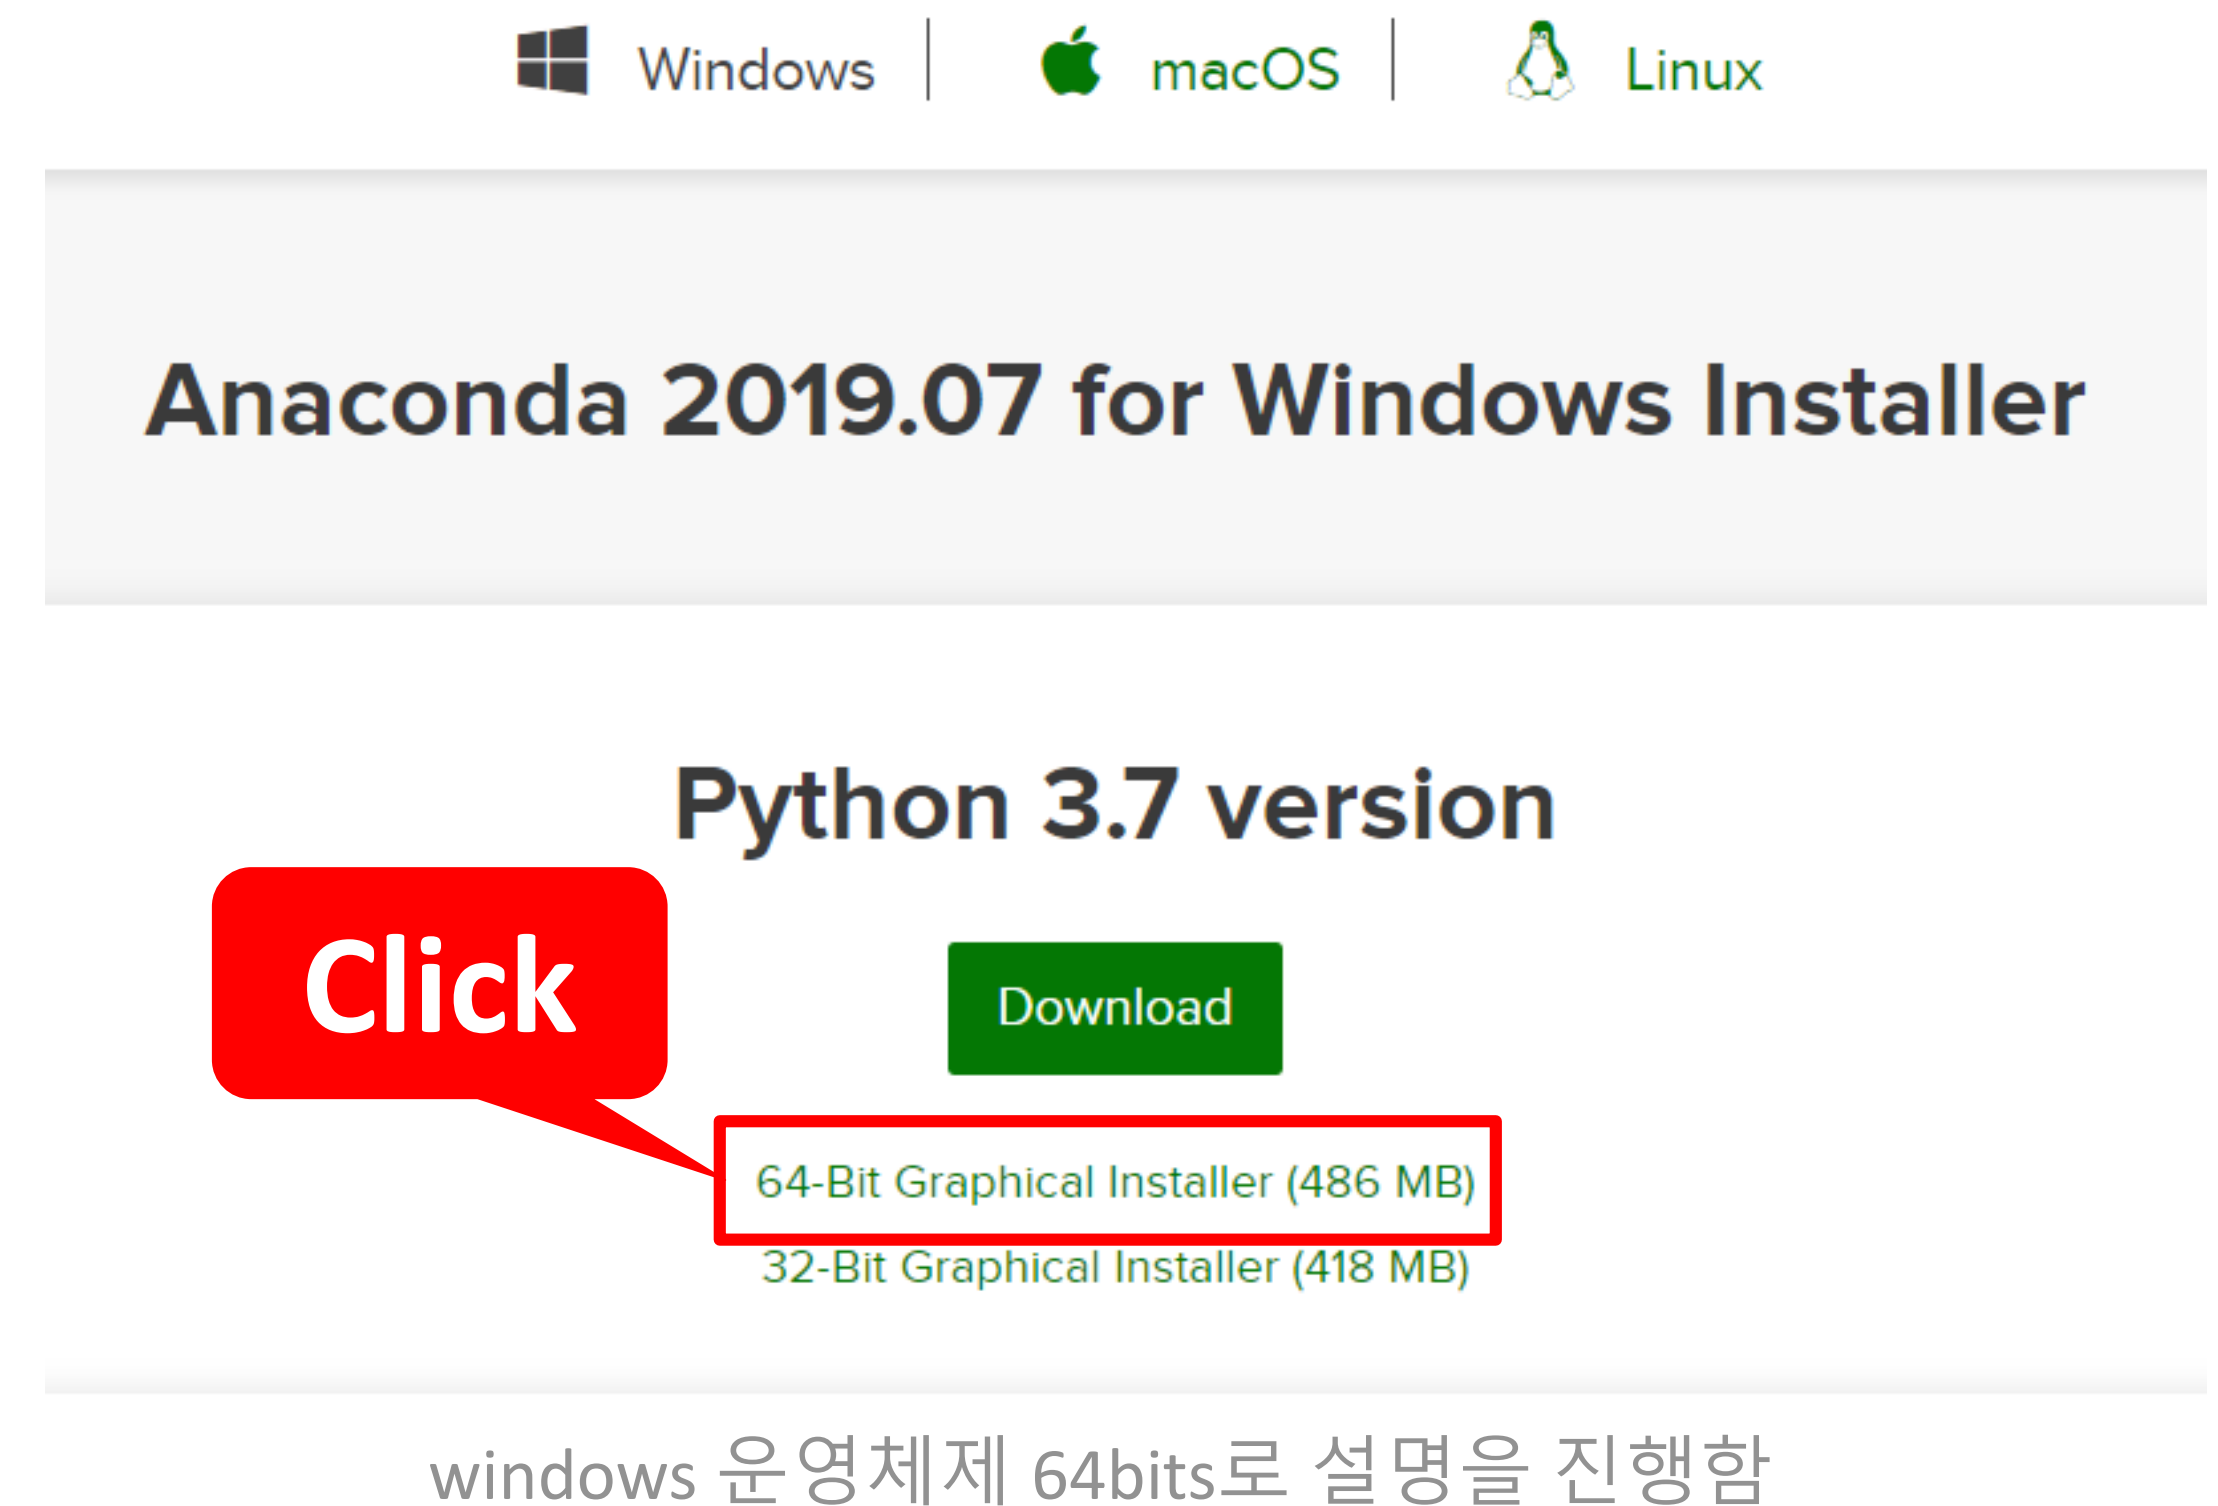 Windows | macOS | Linux
Anaconda 2019.07 for Windows Installer
Python 3.7 version
Click
Download
64-Bit Graphical Installer (486 MB)
32-Bit Graphical Installer (418 MB)
windows 운영체제 64bits로 설명을 진행함